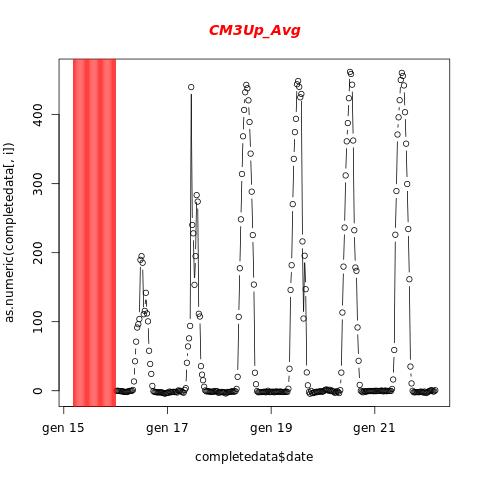 CM3Up_Avg
as.numeric(completedata[, i])
400
300
200
100
0
gen 15
gen 17
gen 19
gen 21
completedata$date